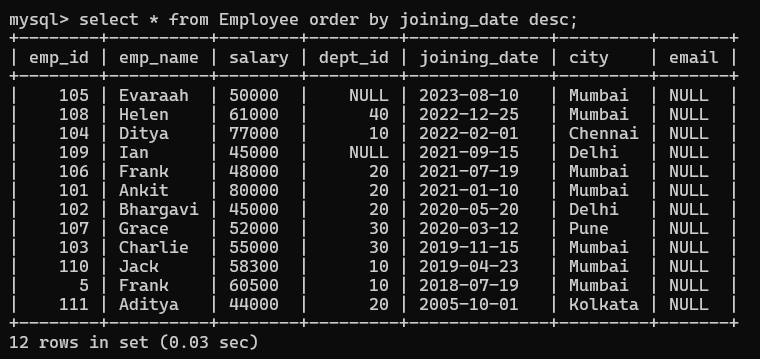 mysql> select * from Employee order by joining_date desc;
+--------+----------+--------+---------+--------------+---------+-------+
| emp_id | emp_name | salary | dept_id | joining_date | city    | email |
+--------+----------+--------+---------+--------------+---------+-------+
|    105 | Evaraah  | 50000  |    NULL | 2023-08-10   | Mumbai  | NULL  |
|    108 | Helen    | 61000  |      40 | 2022-12-25   | Mumbai  | NULL  |
|    104 | Ditya    | 77000  |      10 | 2022-02-01   | Chennai | NULL  |
|    109 | Ian      | 45000  |    NULL | 2021-09-15   | Delhi   | NULL  |
|    106 | Frank    | 48000  |      20 | 2021-07-19   | Mumbai  | NULL  |
|    101 | Ankit    | 80000  |      20 | 2021-01-10   | Mumbai  | NULL  |
|    102 | Bhargavi | 45000  |      20 | 2020-05-20   | Delhi   | NULL  |
|    107 | Grace    | 52000  |      30 | 2020-03-12   | Pune    | NULL  |
|    103 | Charlie  | 55000  |      30 | 2019-11-15   | Mumbai  | NULL  |
|    110 | Jack     | 58300  |      10 | 2019-04-23   | Mumbai  | NULL  |
|      5 | Frank    | 60500  |      10 | 2018-07-19   | Mumbai  | NULL  |
|    111 | Aditya   | 44000  |      20 | 2005-10-01   | Kolkata | NULL  |
+--------+----------+--------+---------+--------------+---------+-------+
12 rows in set (0.03 sec)